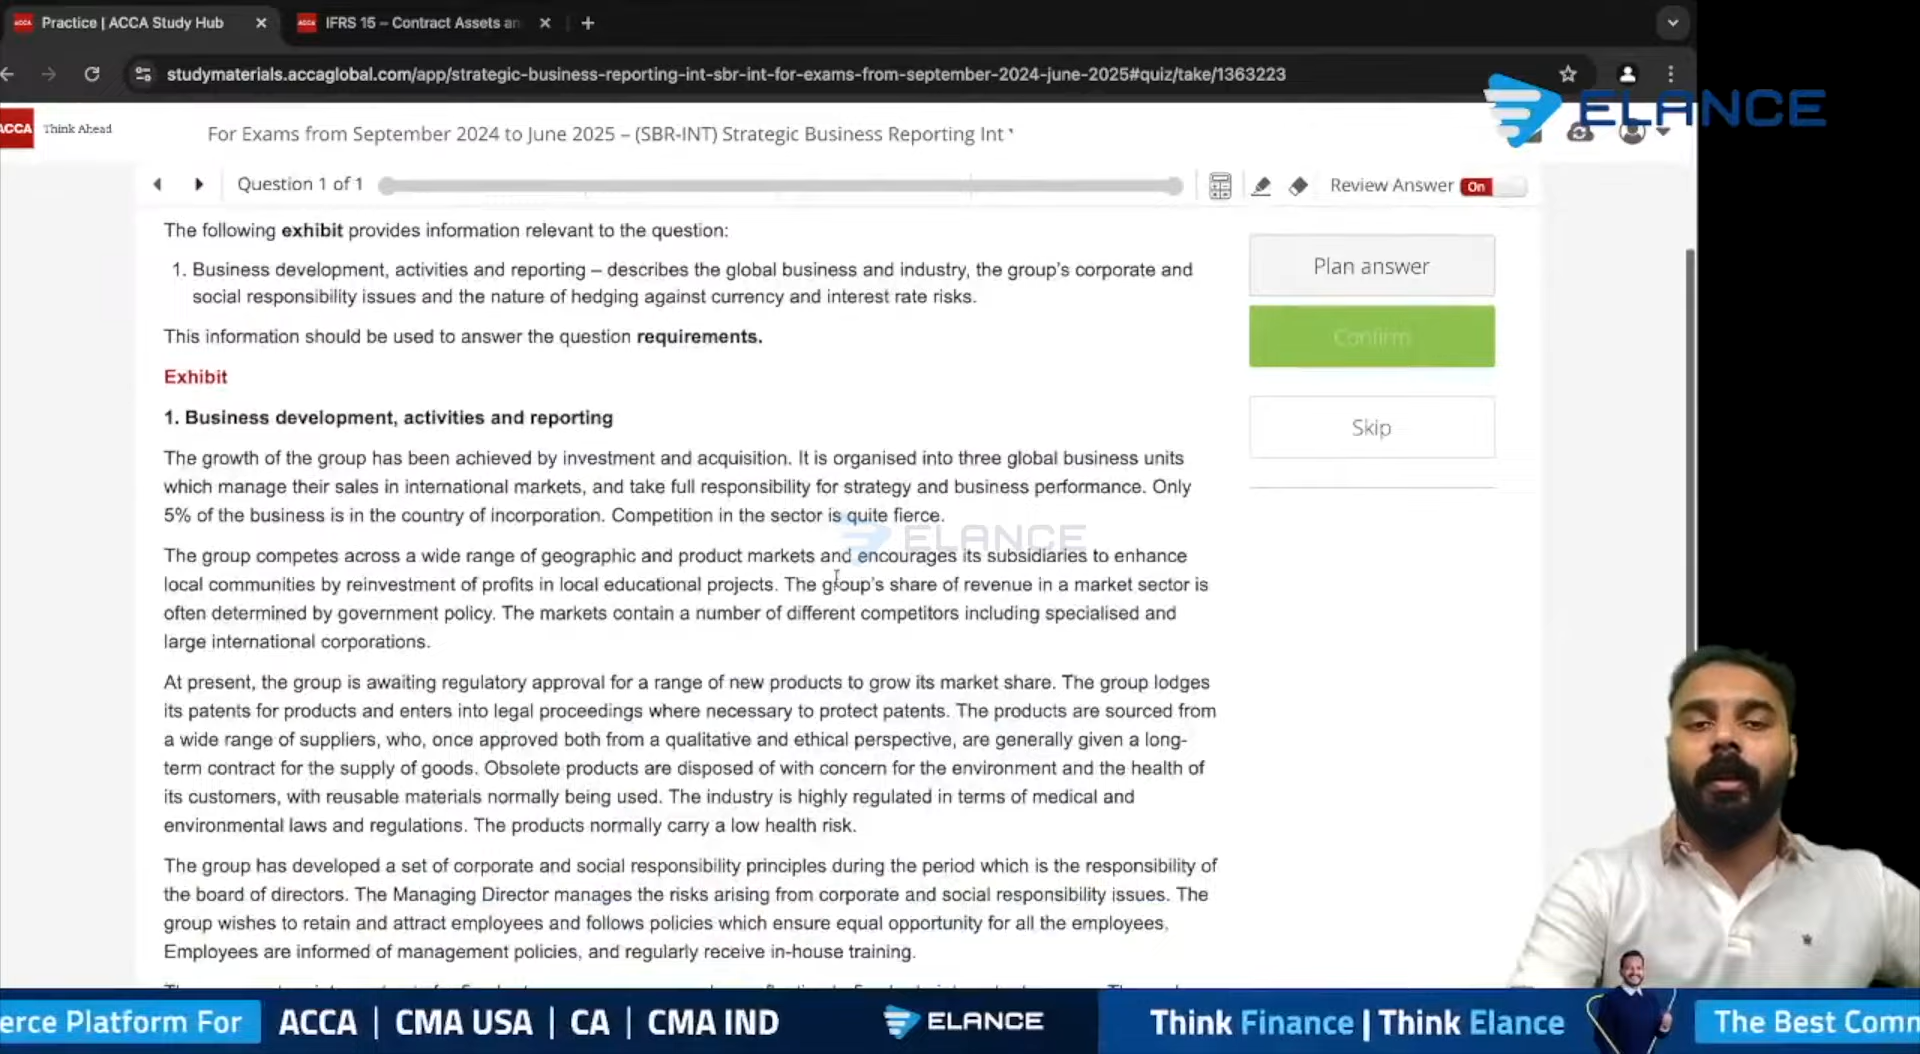 Practice | ACCA Study Hub
IFRS 15 – Contract Assets an
studymaterials.accaglobal.com/app/strategic-business-reporting-int-sbr-int-for-exams-from-september-2024-june-2025#quiz/take/1363223
ELANCE
ACCA Think Ahead
For Exams from September 2024 to June 2025 – (SBR-INT) Strategic Business Reporting Int
Question 1 of 1
Review Answer On
The following exhibit provides information relevant to the question:
1. Business development, activities and reporting – describes the global business and industry, the group's corporate and
social responsibility issues and the nature of hedging against currency and interest rate risks.
This information should be used to answer the question requirements.
Exhibit
1. Business development, activities and reporting
The growth of the group has been achieved by investment and acquisition. It is organised into three global business units
which manage their sales in international markets, and take full responsibility for strategy and business performance. Only
5% of the business is in the country of incorporation. Competition in the sector is quite fierce.
The group competes across a wide range of geographic and product markets and encourages its subsidiaries to enhance
local communities by reinvestment of profits in local educational projects. The group's share of revenue in a market sector is
often determined by government policy. The markets contain a number of different competitors including specialised and
large international corporations.
At present, the group is awaiting regulatory approval for a range of new products to grow its market share. The group lodges
its patents for products and enters into legal proceedings where necessary to protect patents. The products are sourced from
a wide range of suppliers, who, once approved both from a qualitative and ethical perspective, are generally given a long-
term contract for the supply of goods. Obsolete products are disposed of with concern for the environment and the health of
its customers, with reusable materials normally being used. The industry is highly regulated in terms of medical and
environmental laws and regulations. The products normally carry a low health risk.
The group has developed a set of corporate and social responsibility principles during the period which is the responsibility of
the board of directors. The Managing Director manages the risks arising from corporate and social responsibility issues. The
group wishes to retain and attract employees and follows policies which ensure equal opportunity for all the employees.
Employees are informed of management policies, and regularly receive in-house training.
Plan answer
Confirm
Skip
ELANCE
erce Platform For
ACCA | CMA USA | CA | CMA IND
ELANCE
Think Finance | Think Elance
The Best Comm